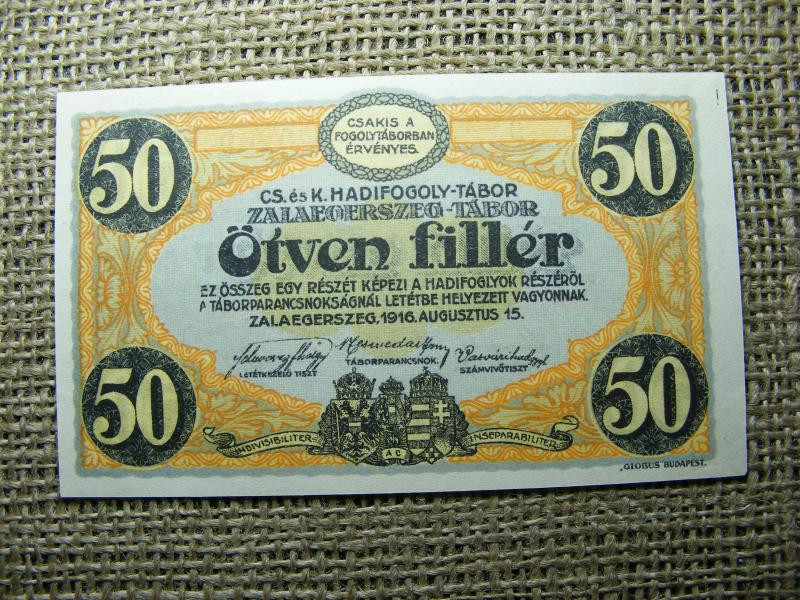 50
50
CSAKIS A
FOGOLYTÁBORBAN
ÉRVÉNYES.
CS. és K. HADIFOGOLY-TÁBOR
ZALAEGERSZEG-TÁBOR
Ötven fillér
EZ ÖSSZEG EGY RÉSZÉT KÉPEZI A HADIFOGLYOK RÉSZÉRŐL
A TÁBORPARANCSNOKSÁGNÁL LETÉTBE HELYEZETT VAGYONNAK.
ZALAEGERSZEG, 1916. AUGUSZTUS 15.
LETÉTKEZELŐ TISZT
TÁBORPARANCSNOK.
SZÁMVIVŐTISZT
50
50
INDIVISIBILITER AC INSEPARABILITER
„GLOBUS" BUDAPEST.